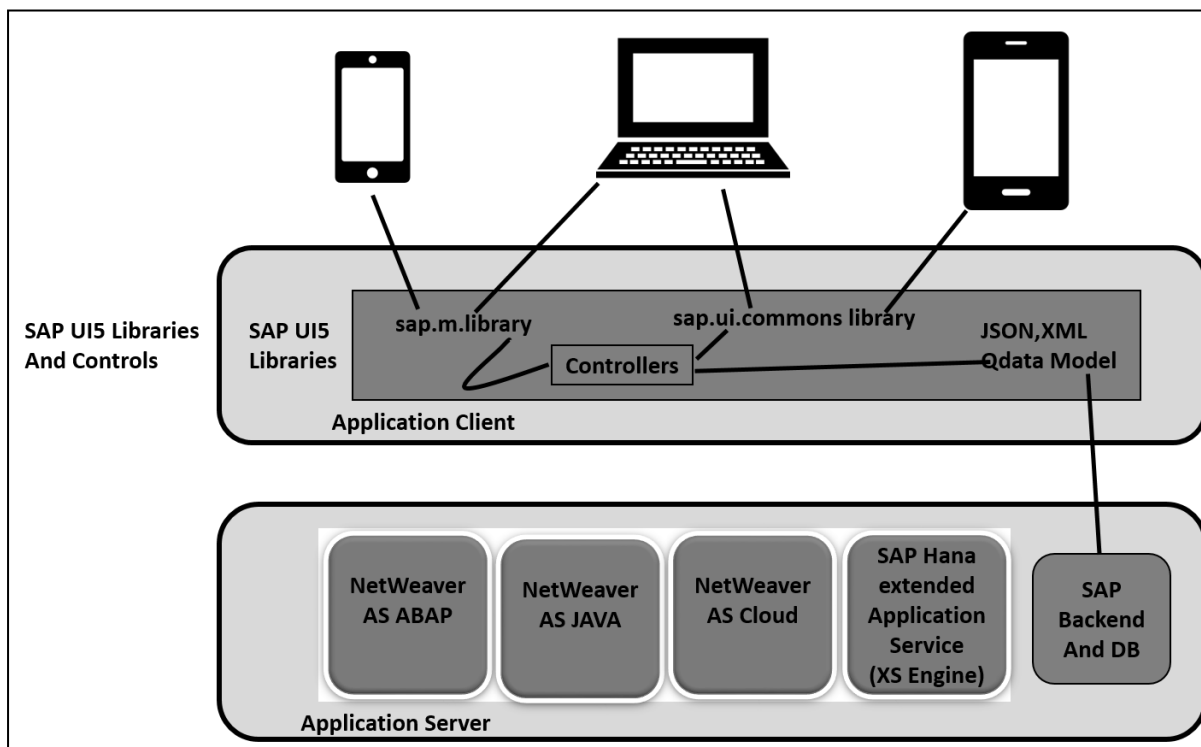 SAP UI5 Libraries
And Controls
SAP UI5
Libraries
sap.m.library
sap.ui.commons library
Controllers
JSON,XML
Qdata Model
Application Client
NetWeaver
AS ABAP
NetWeaver
AS JAVA
NetWeaver
AS Cloud
SAP Hana
extended
Application
Service
(XS Engine)
SAP
Backend
And DB
Application Server